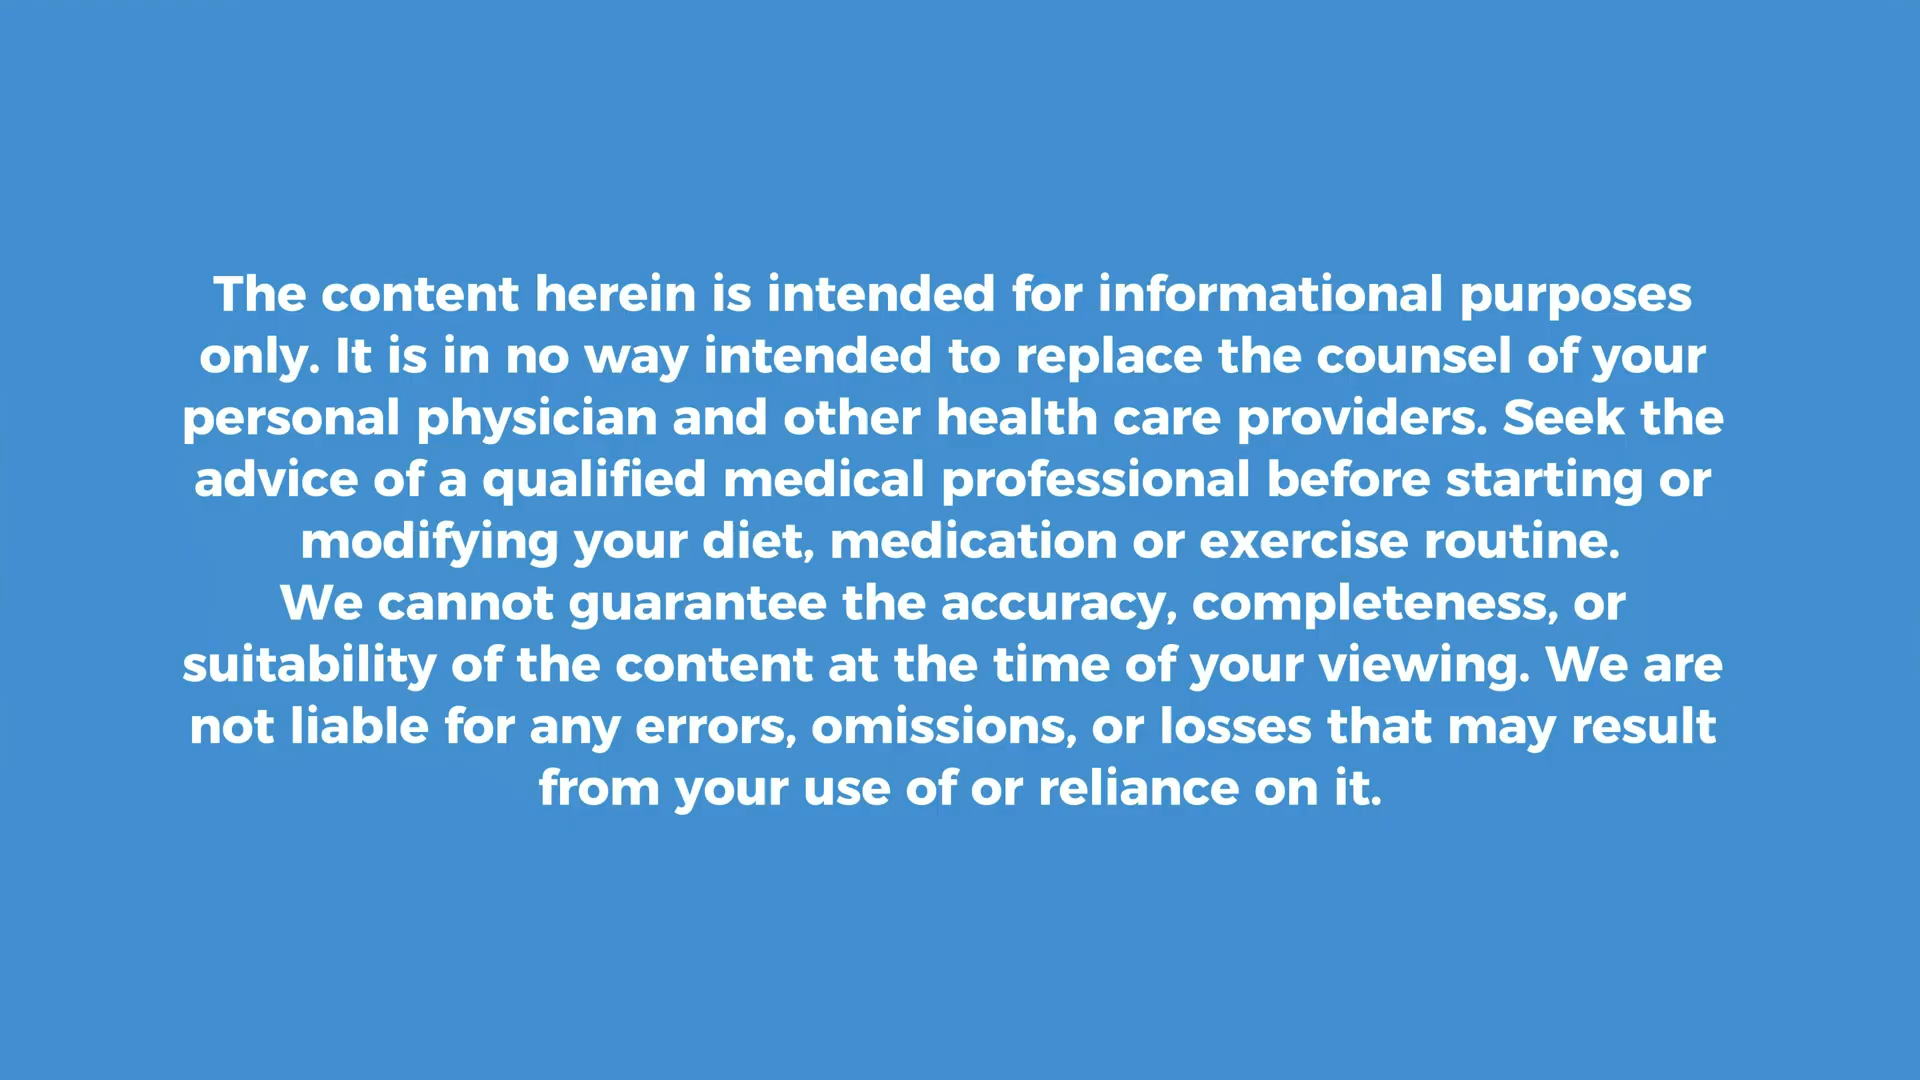 The content herein is intended for informational purposes
only. It is in no way intended to replace the counsel of your
personal physician and other health care providers. Seek the
advice of a qualified medical professional before starting or
modifying your diet, medication or exercise routine.
We cannot guarantee the accuracy, completeness, or
suitability of the content at the time of your viewing. We are
not liable for any errors, omissions, or losses that may result
from your use of or reliance on it.